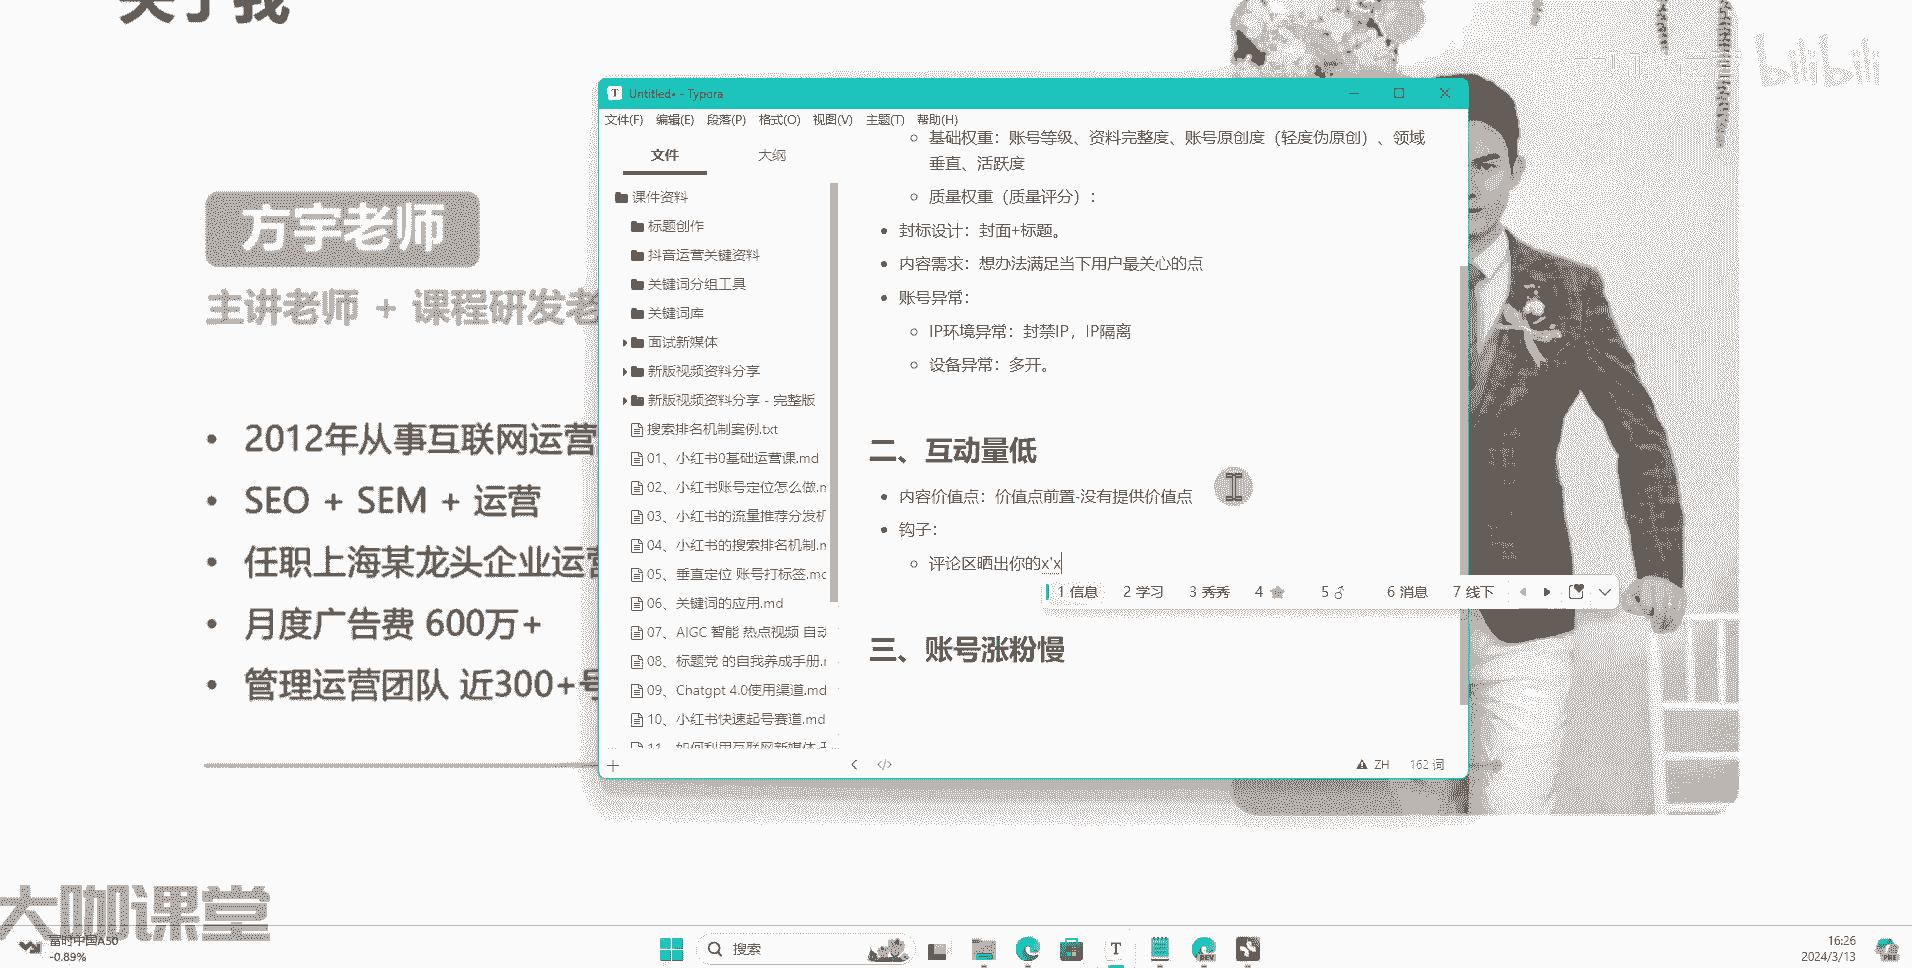 关于我
bilibili
方宇老师
主讲老师 + 课程研发老
• 2012年从事互联网运营
• SEO + SEM + 运营
• 任职上海某龙头企业运营
• 月度广告费 600万+
• 管理运营团队 近300+号
大咖课堂
Untitled• - Typora
文件(F) 编辑(E) 段落(P) 格式(O) 视图(V) 主题(T) 帮助(H)
文件 大纲
课件资料
标题创作
抖音运营关键资料
关键词分组工具
关键词库
面试新媒体
新版视频资料分享
新版视频资料分享 - 完整版
搜索排名机制案例.txt
01、小红书0基础运营课.md
02、小红书账号定位怎么做.m
03、小红书的流量推荐分发机
04、小红书的搜索排名机制.m
05、垂直定位 账号打标签.md
06、关键词的应用.md
07、AIGC 智能 热点视频 自动
08、标题党 的自我养成手册.m
09、Chatgpt 4.0使用渠道.md
10、小红书快速起号赛道.md
11、如何利用互联网新媒体
基础权重：账号等级、资料完整度、账号原创度（轻度伪原创）、领域
垂直、活跃度
质量权重（质量评分）：
封标设计：封面+标题。
内容需求：想办法满足当下用户最关心的点
账号异常：
IP环境异常：封禁IP，IP隔离
设备异常：多开。
二、互动量低
内容价值点：价值点前置-没有提供价值点
钩子：
评论区晒出你的x'x
1 信息 2 学习 3 秀秀 4 5 ♂ 6 消息 7 线下
三、账号涨粉慢
ZH 162 词
富时中国A50
-0.89%
搜索
DEV
16:26
2024/3/13
PRE